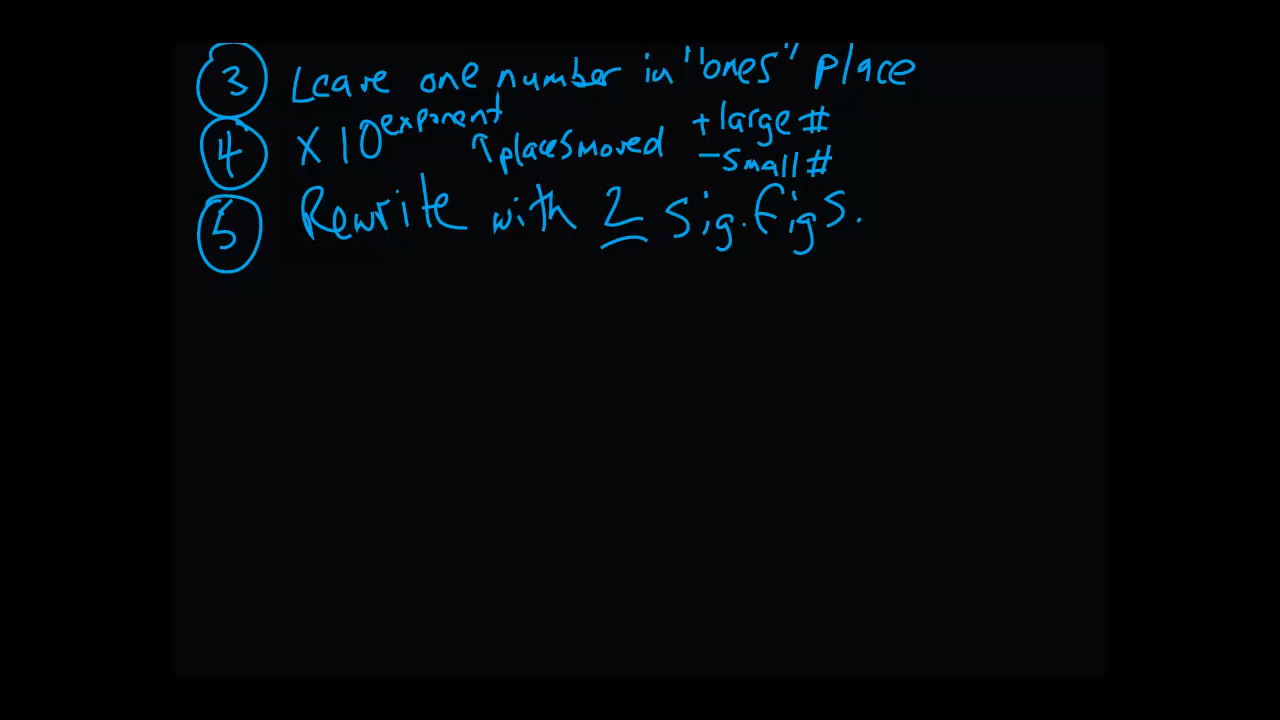 3 Leave one number in "ones" place
4 X 10^exponent ↑ places moved + large #
- small #
5 Rewrite with 2 sig. figs.